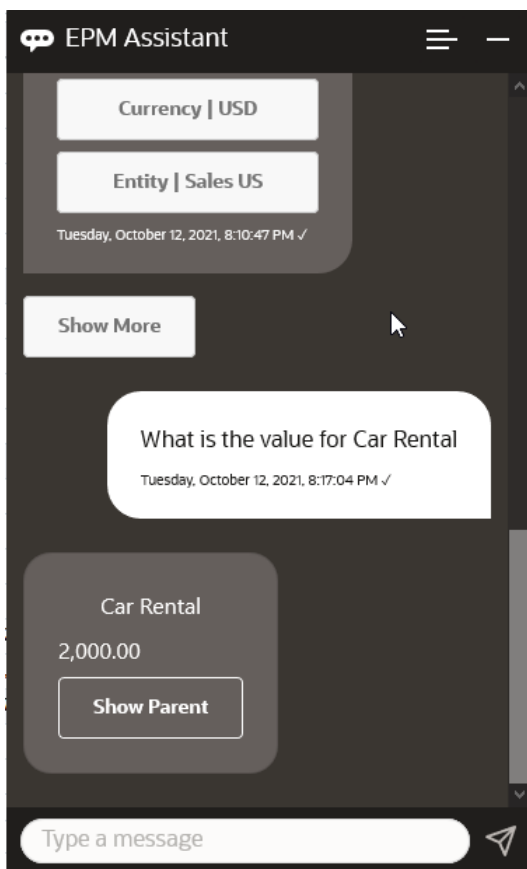 EPM Assistant
Currency | USD
Entity | Sales US
Tuesday, October 12, 2021, 8:10:47 PM ✓
Show More
What is the value for Car Rental
Tuesday, October 12, 2021, 8:17:04 PM ✓
Car Rental
2,000.00
Show Parent
Type a message